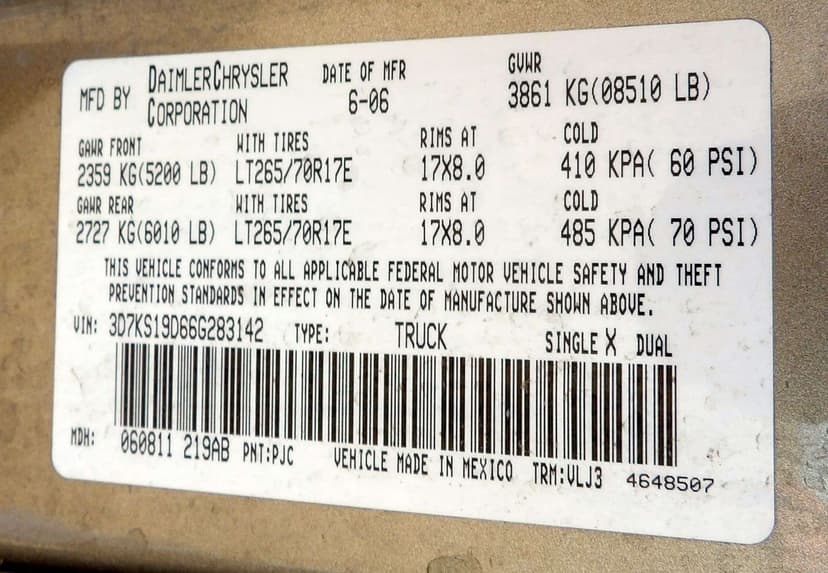 MFD BY DAIMLERCHRYSLER CORPORATION DATE OF MFR 6-06 GVWR 3861 KG(08510 LB)
GAWR FRONT WITH TIRES RIMS AT COLD
2359 KG(5200 LB) LT265/70R17E 17X8.0 410 KPA( 60 PSI)
GAWR REAR WITH TIRES RIMS AT COLD
2727 KG(6010 LB) LT265/70R17E 17X8.0 485 KPA( 70 PSI)
THIS VEHICLE CONFORMS TO ALL APPLICABLE FEDERAL MOTOR VEHICLE SAFETY AND THEFT
PREVENTION STANDARDS IN EFFECT ON THE DATE OF MANUFACTURE SHOWN ABOVE.
VIN: 3D7KS19D66G283142 TYPE: TRUCK SINGLE X DUAL
MDH: 060811 219AB PNT:PJC VEHICLE MADE IN MEXICO TRM:VLJ3 4648507